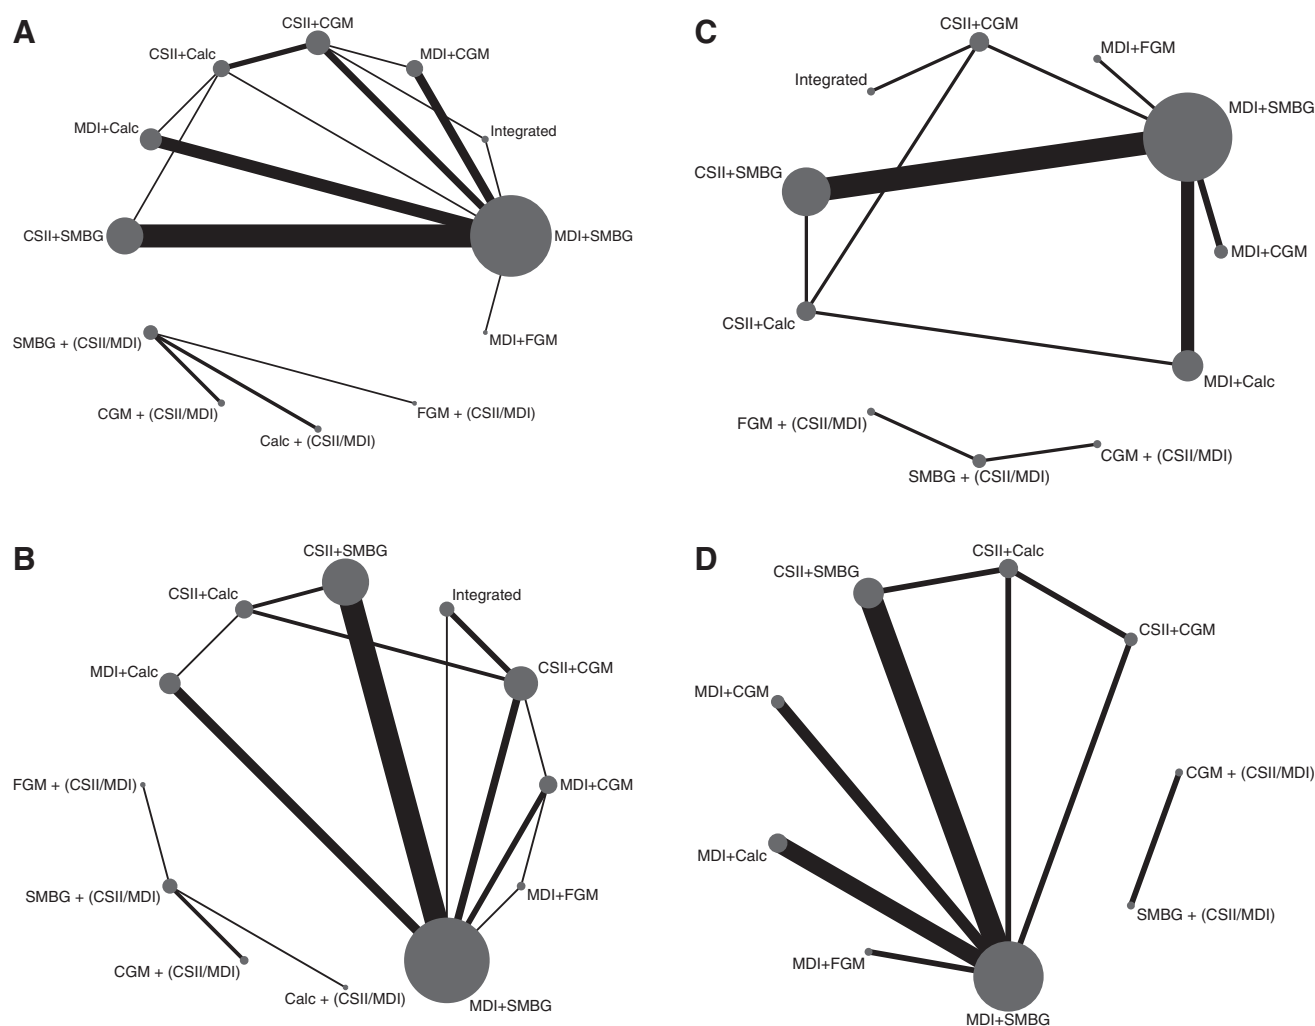 A
CSII+CGM
CSII+Calc
MDI+CGM
MDI+Calc
Integrated
CSII+SMBG
MDI+SMBG
SMBG + (CSII/MDI)
MDI+FGM
CGM + (CSII/MDI)
FGM + (CSII/MDI)
Calc + (CSII/MDI)
C
CSII+CGM
MDI+FGM
Integrated
MDI+SMBG
CSII+SMBG
MDI+CGM
CSII+Calc
MDI+Calc
FGM + (CSII/MDI)
CGM + (CSII/MDI)
SMBG + (CSII/MDI)
B
CSII+SMBG
CSII+Calc
Integrated
MDI+Calc
CSII+CGM
FGM + (CSII/MDI)
MDI+CGM
SMBG + (CSII/MDI)
MDI+FGM
CGM + (CSII/MDI)
Calc + (CSII/MDI)
MDI+SMBG
D
CSII+Calc
CSII+SMBG
CSII+CGM
MDI+CGM
CGM + (CSII/MDI)
MDI+Calc
SMBG + (CSII/MDI)
MDI+FGM
MDI+SMBG